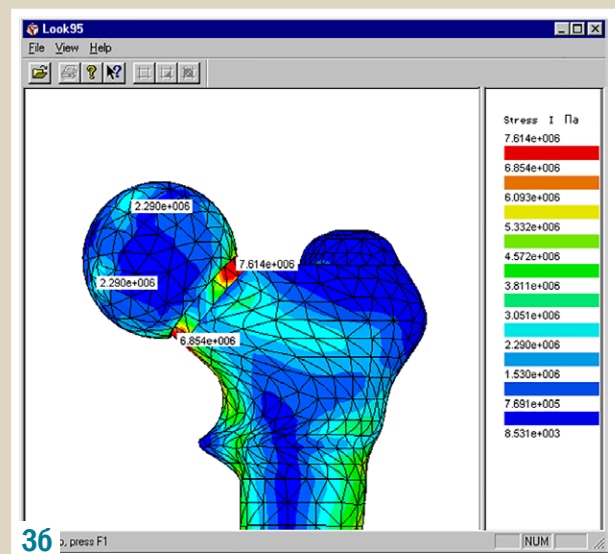 Look95
File View Help
Stress I Па
7.614e+006
6.854e+006
6.093e+006
5.332e+006
4.572e+006
3.811e+006
3.051e+006
2.290e+006
1.530e+006
7.691e+005
8.531e+003
2.290e+006
7.614e+006
2.290e+006
6.854e+006
3б
p, press F1
NUM